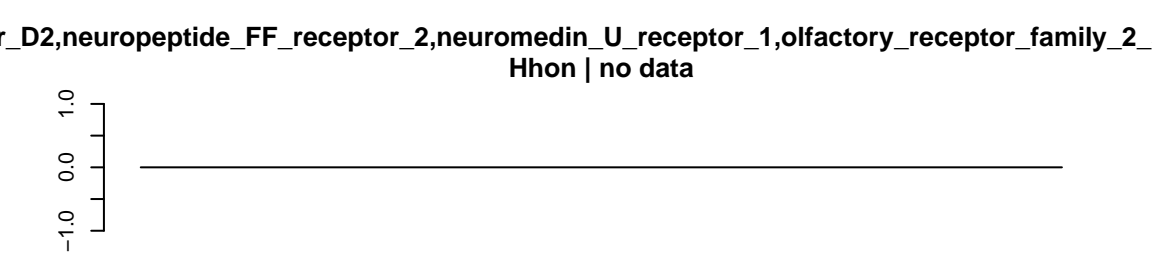 r_D2,neuropeptide_FF_receptor_2,neuromedin_U_receptor_1,olfactory_receptor_family_2_
Hhon | no data
1.0
0.0
−1.0